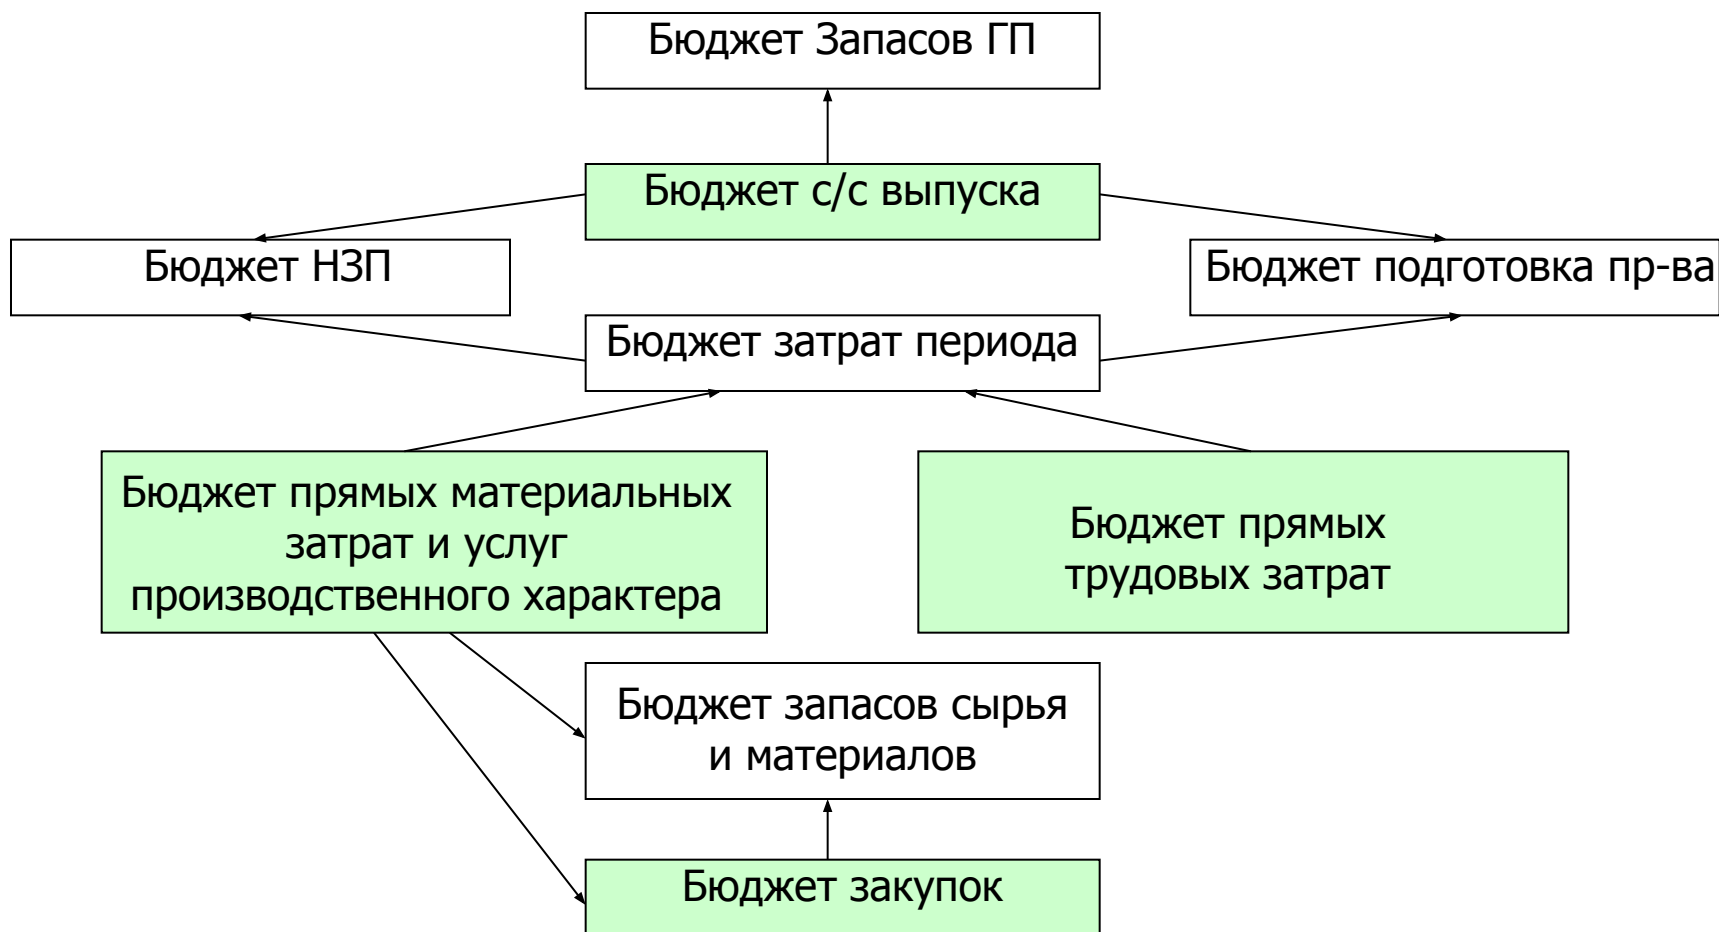 Бюджет Запасов ГП
Бюджет с/с выпуска
Бюджет НЗП
Бюджет подготовка пр-ва
Бюджет затрат периода
Бюджет прямых материальных
затрат и услуг
производственного характера
Бюджет прямых
трудовых затрат
Бюджет запасов сырья
и материалов
Бюджет закупок